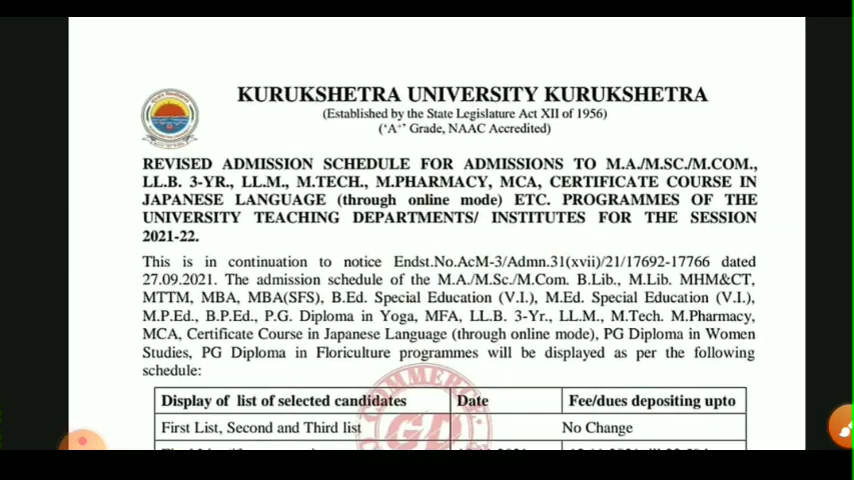 KURUKSHETRA UNIVERSITY KURUKSHETRA
(Established by the State Legislature Act XII of 1956)
('A+' Grade, NAAC Accredited)
REVISED ADMISSION SCHEDULE FOR ADMISSIONS TO M.A./M.SC./M.COM.,
LL.B. 3-YR., LL.M., M.TECH., M.PHARMACY, MCA, CERTIFICATE COURSE IN
JAPANESE LANGUAGE (through online mode) ETC. PROGRAMMES OF THE
UNIVERSITY TEACHING DEPARTMENTS/ INSTITUTES FOR THE SESSION
2021-22.
This is in continuation to notice Endst.No.AcM-3/Admn.31(xvii)/21/17692-17766 dated
27.09.2021. The admission schedule of the M.A./M.Sc./M.Com. B.Lib., M.Lib. MHM&CT,
MTTM, MBA, MBA(SFS), B.Ed. Special Education (V.I.), M.Ed. Special Education (V.I.),
M.P.Ed., B.P.Ed., P.G. Diploma in Yoga, MFA, LL.B. 3-Yr., LL.M., M.Tech. M.Pharmacy,
MCA, Certificate Course in Japanese Language (through online mode), PG Diploma in Women
Studies, PG Diploma in Floriculture programmes will be displayed as per the following
schedule:
COMMERCE
GD
Display of list of selected candidates Date Fee/dues depositing upto
First List, Second and Third list No Change